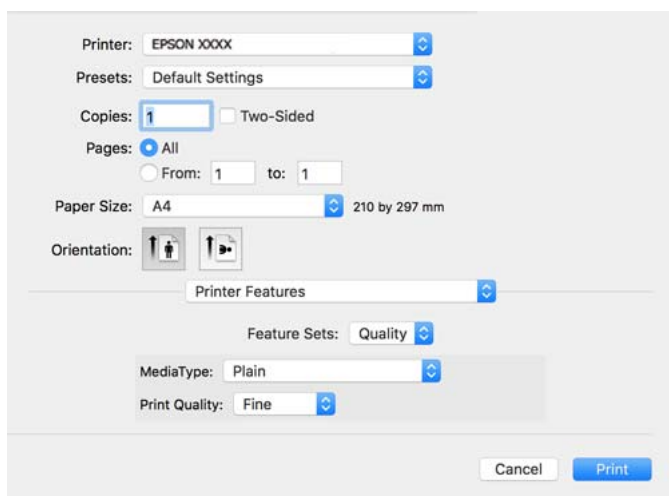 Printer: EPSON XXXX
Presets: Default Settings
Copies: 1 Two-Sided
Pages: All
From: 1 to: 1
Paper Size: A4 210 by 297 mm
Orientation:
Printer Features
Feature Sets: Quality
MediaType: Plain
Print Quality: Fine
Cancel Print